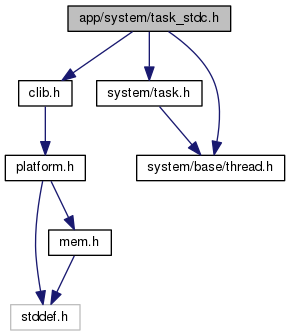 app/system/task_stdc.h
clib.h
system/task.h
platform.h
system/base/thread.h
mem.h
stddef.h